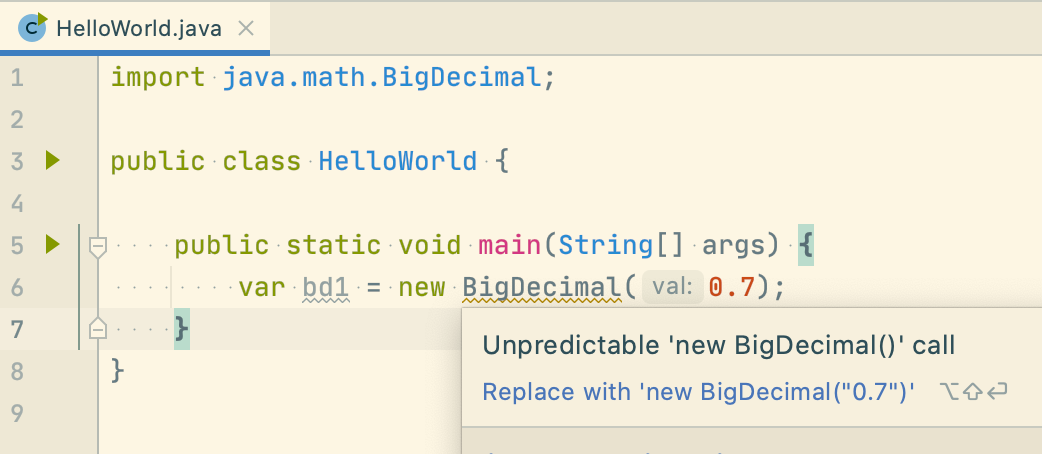 HelloWorld.java
1 import java.math.BigDecimal;
2
3 public class HelloWorld {
4
5 public static void main(String[] args) {
6 var bd1 = new BigDecimal( val: 0.7);
7 }
8 }
9
Unpredictable 'new BigDecimal()' call
Replace with 'new BigDecimal("0.7")' ⌥⇧⏎